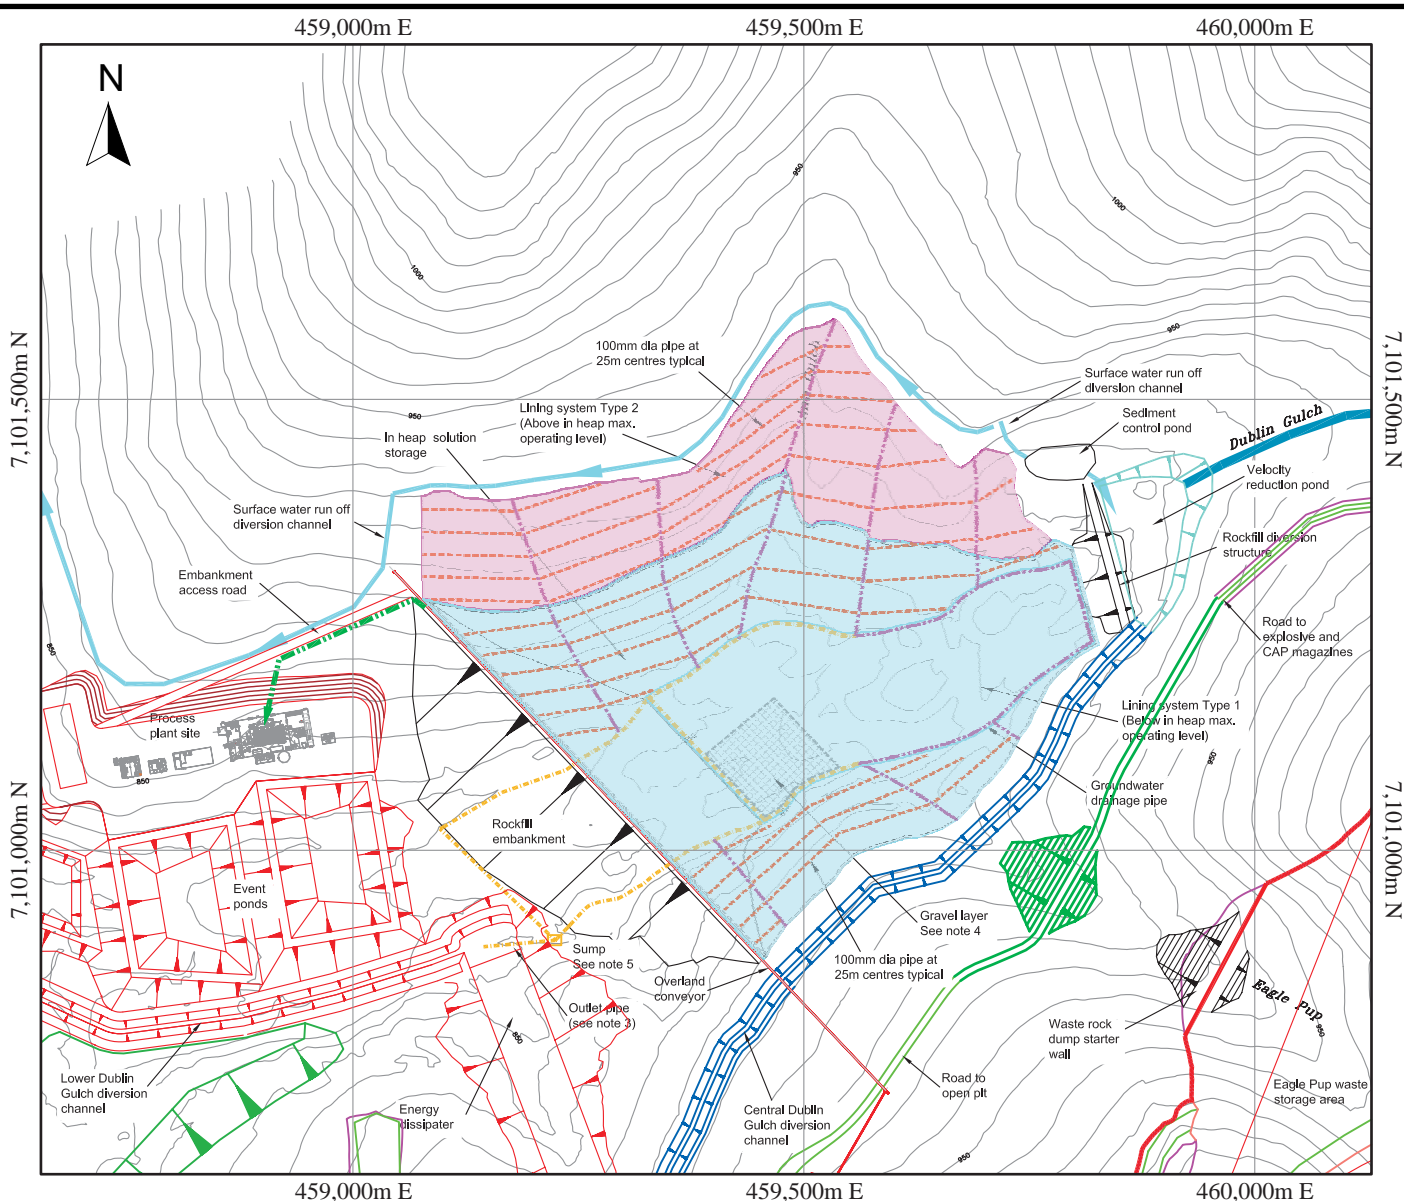 459,000m E
459,500m E
460,000m E
N
950
1000
1000
950
7,101,500m N
7,101,500m N
100mm dia pipe at
25m centres typical
Surface water run off
diversion channel
Lining system Type 2
(Above in heap max.
operating level)
950
Sediment
control pond
Dublin Gulch
In heap solution
storage
Velocity
reduction pond
Surface water run off
diversion channel
Rockfill diversion
structure
Embankment
access road
Road to
explosive and
CAP magazines
850
Process
plant site
Lining system Type 1
(Below in heap max.
operating level)
950
850
Groundwater
drainage pipe
7,101,000m N
7,101,000m N
Rockfill
embankment
Event
ponds
Gravel layer
See note 4
Sump
See note 5
100mm dia pipe at
25m centres typical
Overland
conveyor
Eagle Pup
950
Outlet pipe
(see note 3)
850
Waste rock
dump starter
wall
Lower Dublin
Gulch diversion
channel
Road to
open pit
Eagle Pup waste
storage area
Energy
dissipater
Central Dublin
Gulch diversion
channel
950
459,000m E
459,500m E
460,000m E